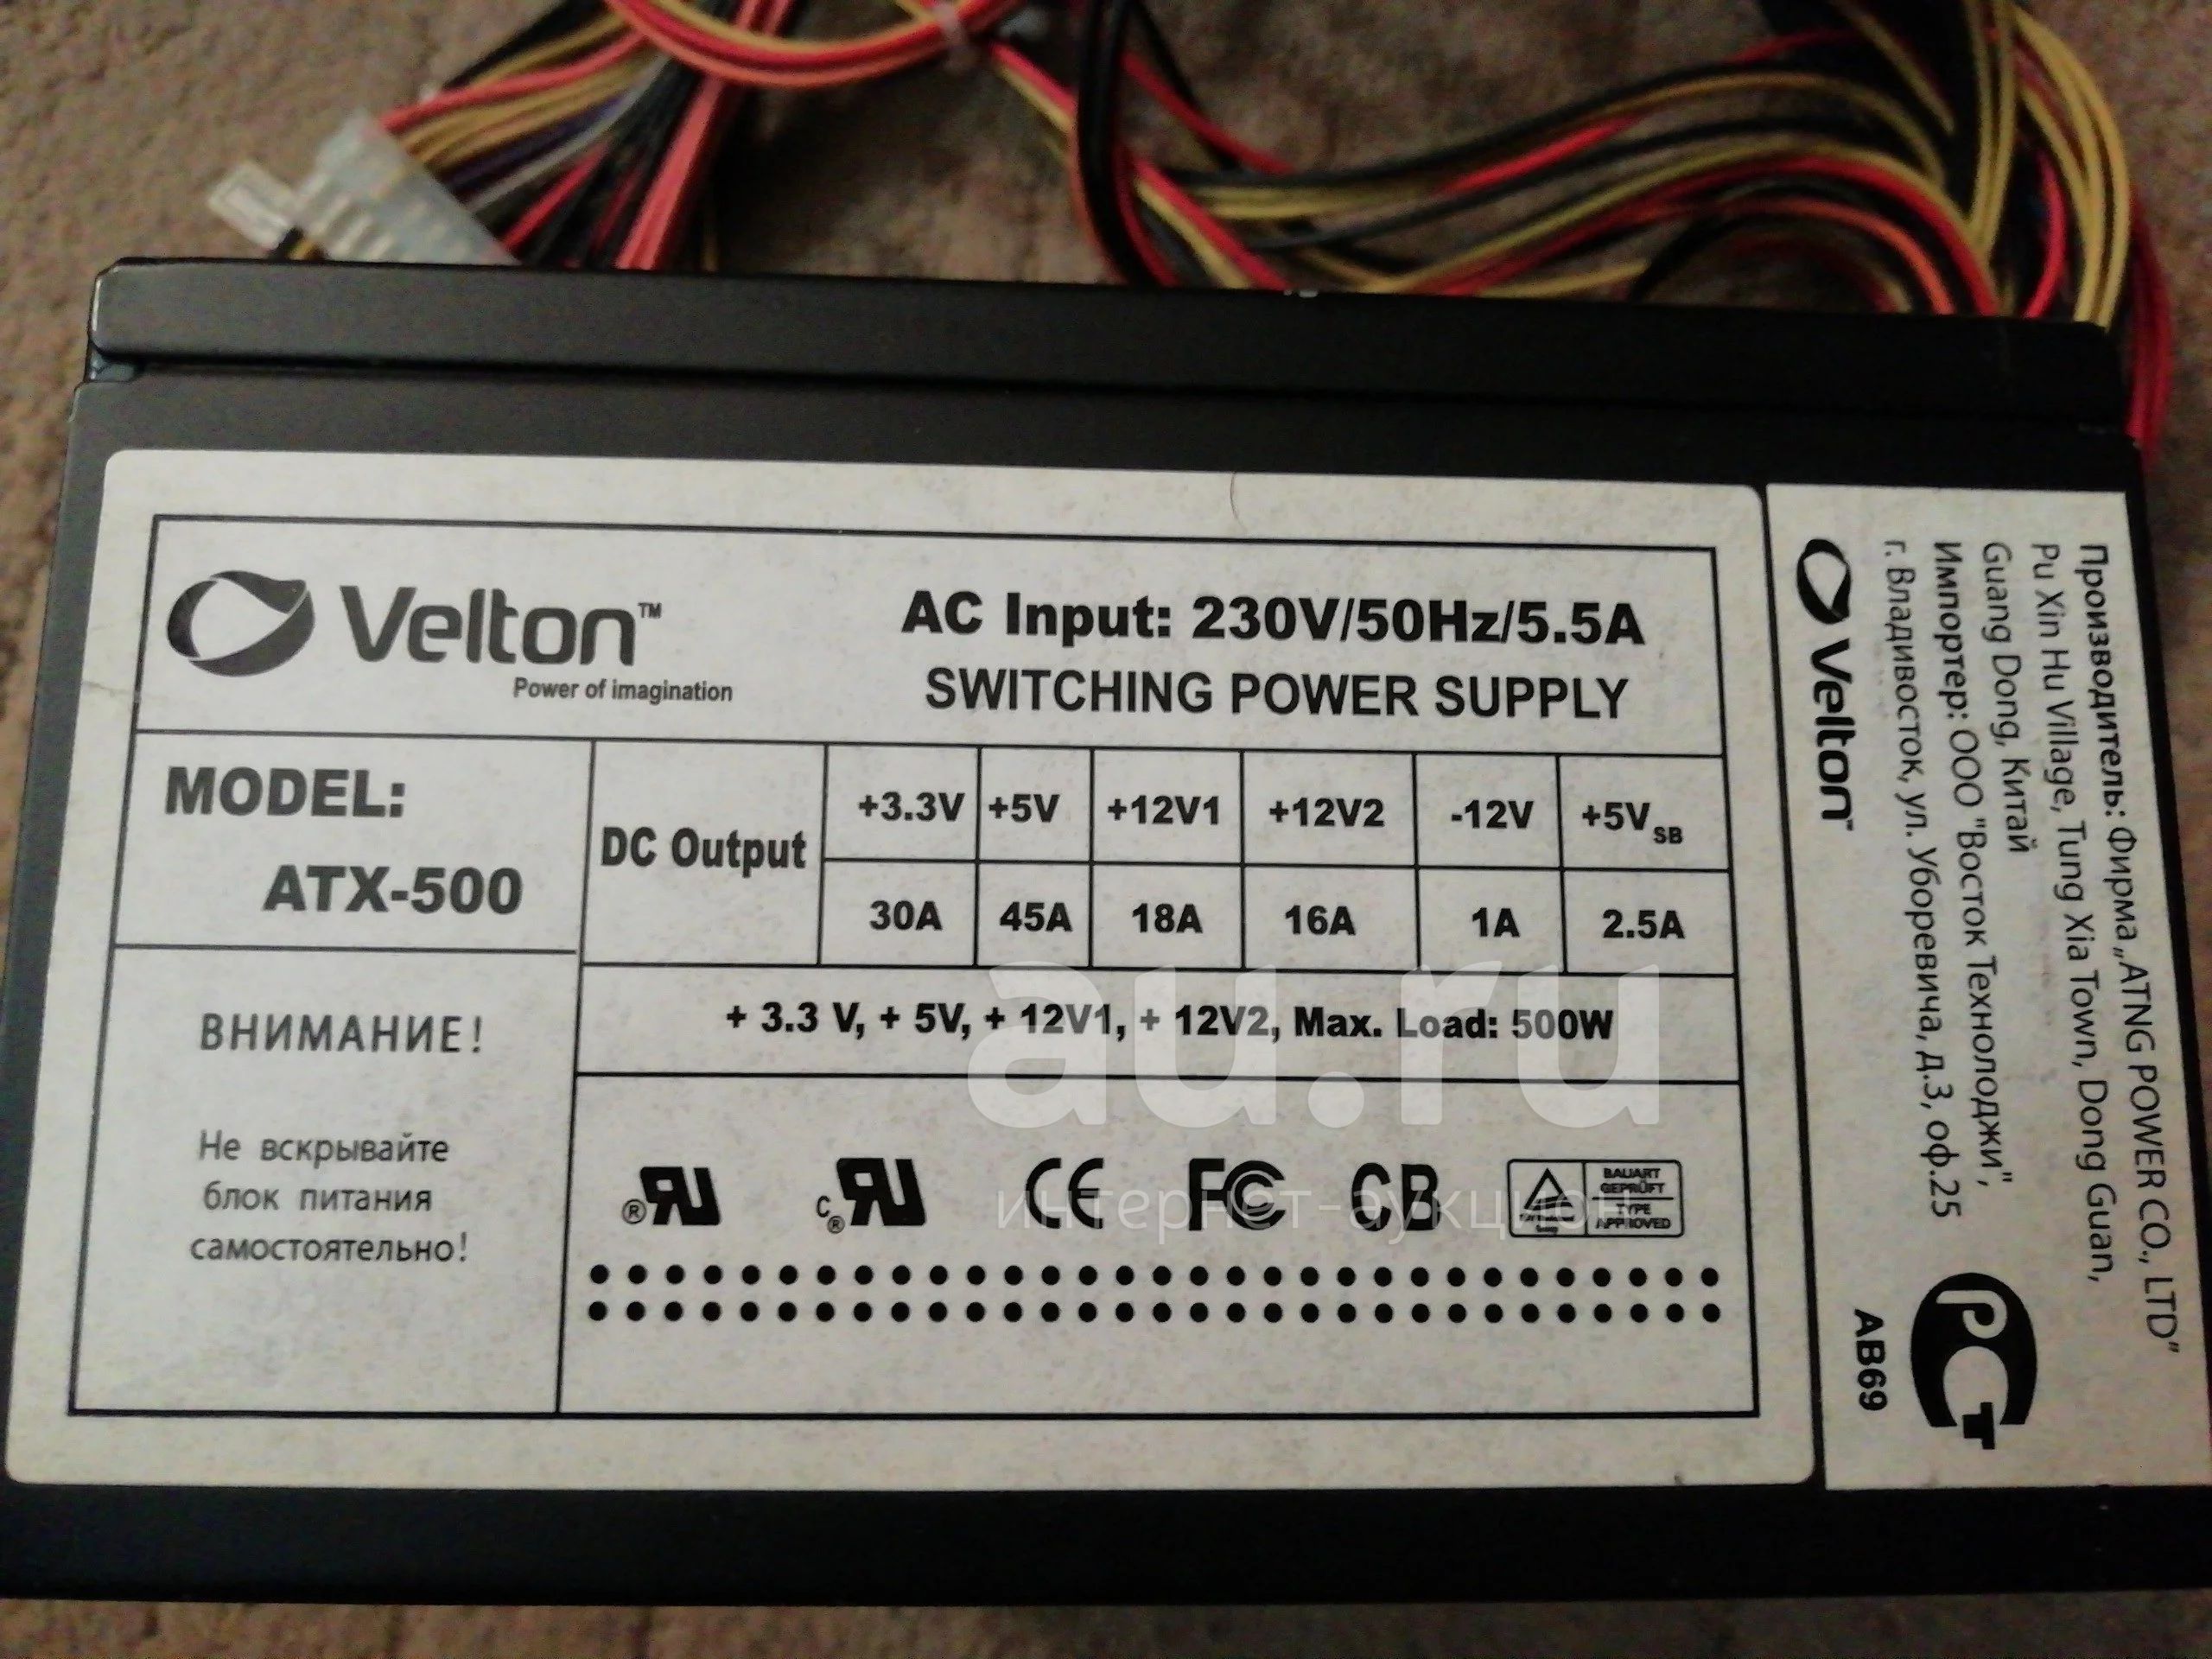 Velton™
Power of imagination
AC Input: 230V/50Hz/5.5A
SWITCHING POWER SUPPLY
MODEL:
ATX-500
DC Output
+3.3V +5V +12V1 +12V2 -12V +5VSB
30A 45A 18A 16A 1A 2.5A
+ 3.3 V, + 5V, + 12V1, + 12V2, Max. Load: 500W
ВНИМАНИЕ!
Не вскрывайте
блок питания
самостоятельно!
CE FC CB
BAUART
GEPRÜFT
TYPE
APPROVED
au.ru
интернет-аукцион
Производитель: Фирма „ATNG POWER CO., LTD"
Pu Xin Hu Village, Tung Xia Town, Dong Guan,
Guang Dong, Китай
Импортер: ООО "Восток Технолоджи",
г. Владивосток, ул. Уборевича, д.3, оф.25
Velton™
РСТ
АВ69